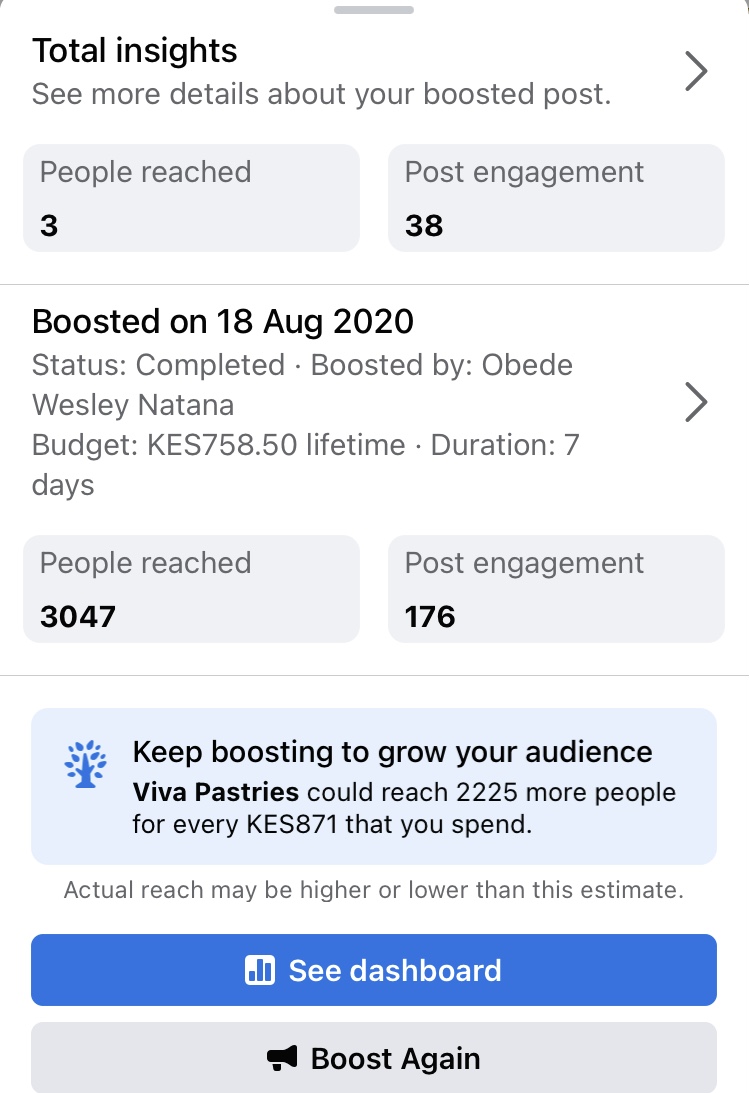 Total insights
See more details about your boosted post.
People reached
Post engagement
3
38
Boosted on 18 Aug 2020
Status: Completed · Boosted by: Obede
Wesley Natana
Budget: KES758.50 lifetime · Duration: 7
days
People reached
Post engagement
3047
176
Keep boosting to grow your audience
Viva Pastries could reach 2225 more people
for every KES871 that you spend.
Actual reach may be higher or lower than this estimate.
See dashboard
Boost Again